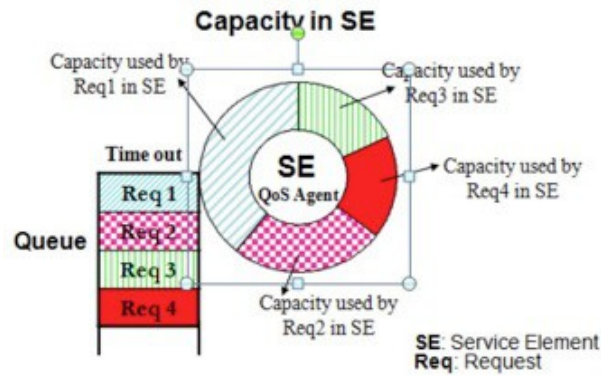 Capacity in SE
Capacity used by
Req1 in SE
Capacity used by
Req3 in SE
Time out
SE
QoS Agent
Capacity used by
Req4 in SE
Req 1
Req 2
Queue
Req 3
Req 4
Capacity used by
Req2 in SE
SE: Service Element
Req: Request